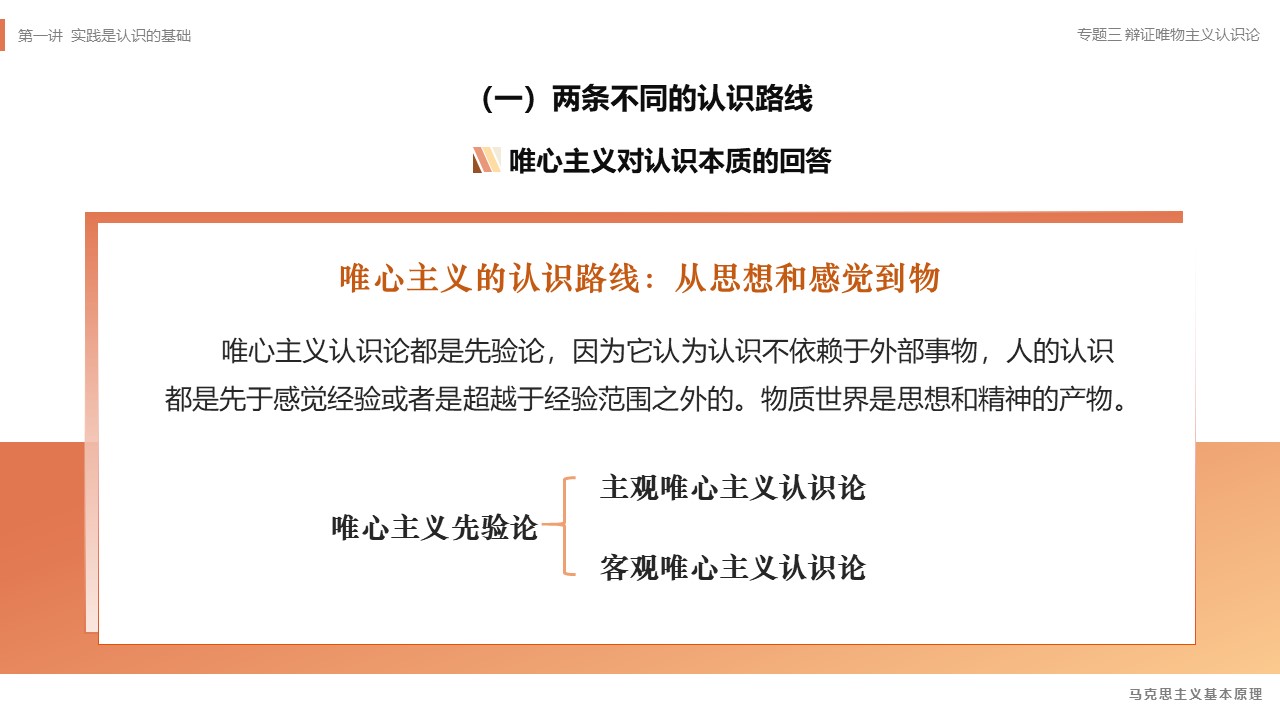 第一讲 实践是认识的基础
专题三 辩证唯物主义认识论
（一）两条不同的认识路线
唯心主义对认识本质的回答
唯心主义的认识路线：从思想和感觉到物
唯心主义认识论都是先验论，因为它认为认识不依赖于外部事物，人的认识
都是先于感觉经验或者是超越于经验范围之外的。物质世界是思想和精神的产物。
主观唯心主义认识论
唯心主义先验论
客观唯心主义认识论
马克思主义基本原理